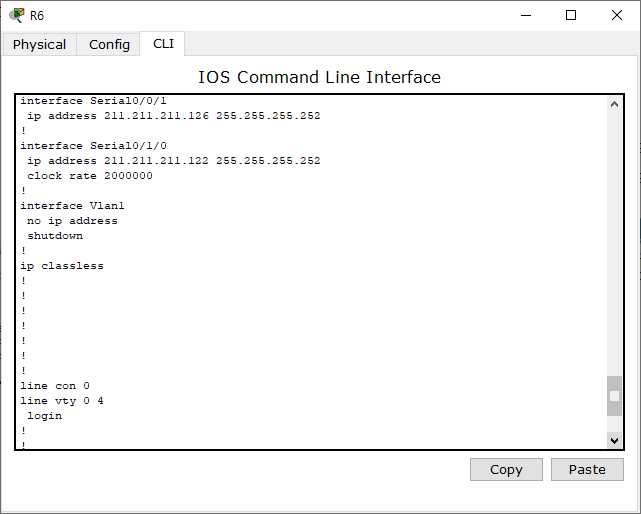 R6
Physical Config CLI
IOS Command Line Interface
interface Serial0/0/1
 ip address 211.211.211.126 255.255.255.252
!
interface Serial0/1/0
 ip address 211.211.211.122 255.255.255.252
 clock rate 2000000
!
interface Vlan1
 no ip address
 shutdown
!
ip classless
!
!
!
!
!
!
!
line con 0
line vty 0 4
 login
!
!
Copy Paste